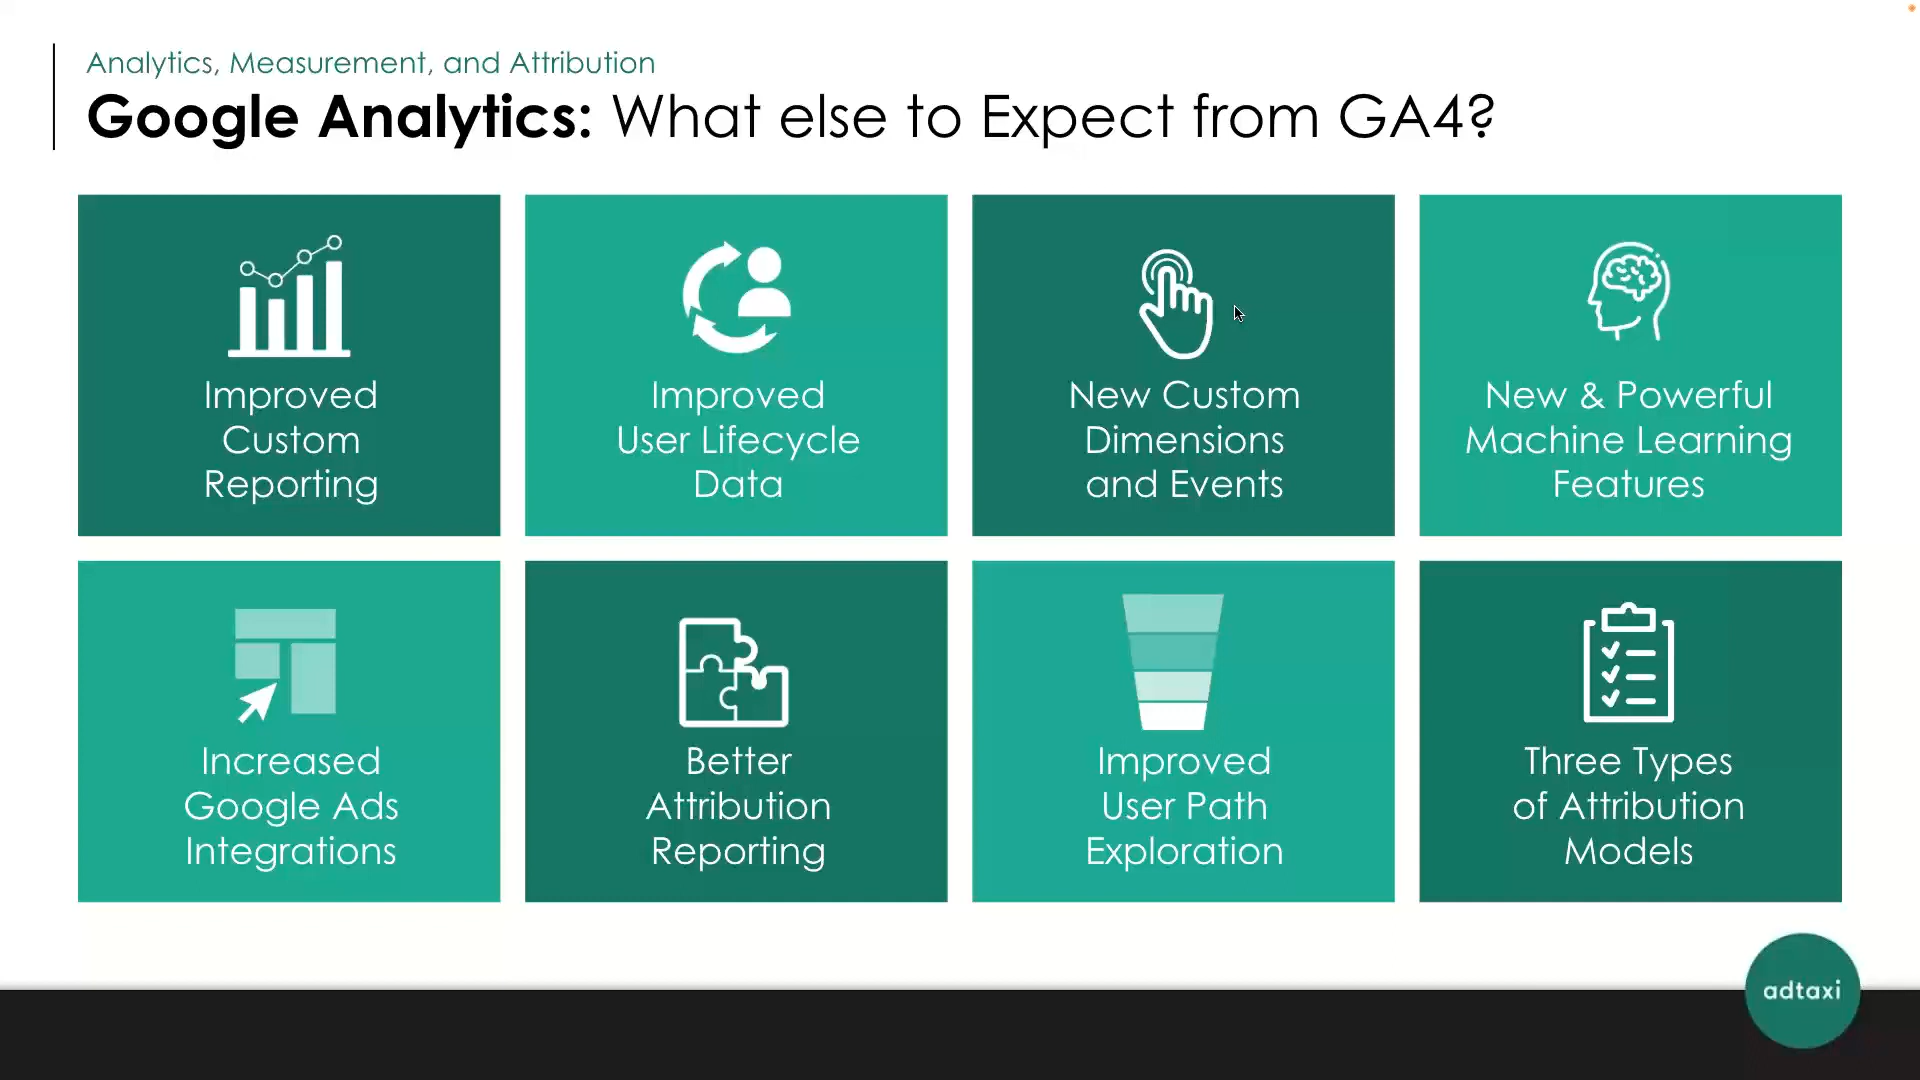 Analytics, Measurement, and Attribution
Google Analytics: What else to Expect from GA4?
Improved
Custom
Reporting
Improved
User Lifecycle
Data
New Custom
Dimensions
and Events
New & Powerful
Machine Learning
Features
Increased
Google Ads
Integrations
Better
Attribution
Reporting
Improved
User Path
Exploration
Three Types
of Attribution
Models
adtaxi